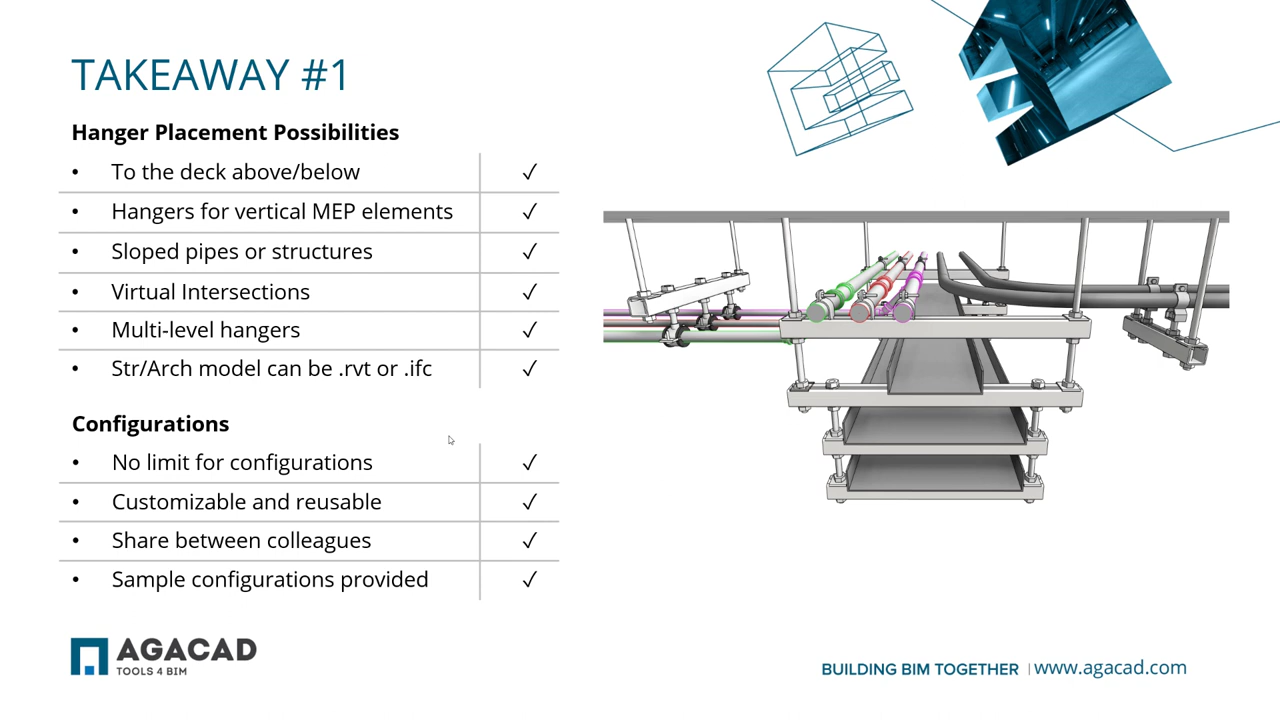 TAKEAWAY #1
Hanger Placement Possibilities
• To the deck above/below ✓
• Hangers for vertical MEP elements ✓
• Sloped pipes or structures ✓
• Virtual Intersections ✓
• Multi-level hangers ✓
• Str/Arch model can be .rvt or .ifc ✓
Configurations
• No limit for configurations ✓
• Customizable and reusable ✓
• Share between colleagues ✓
• Sample configurations provided ✓
AGACAD
TOOLS 4 BIM
BUILDING BIM TOGETHER | www.agacad.com